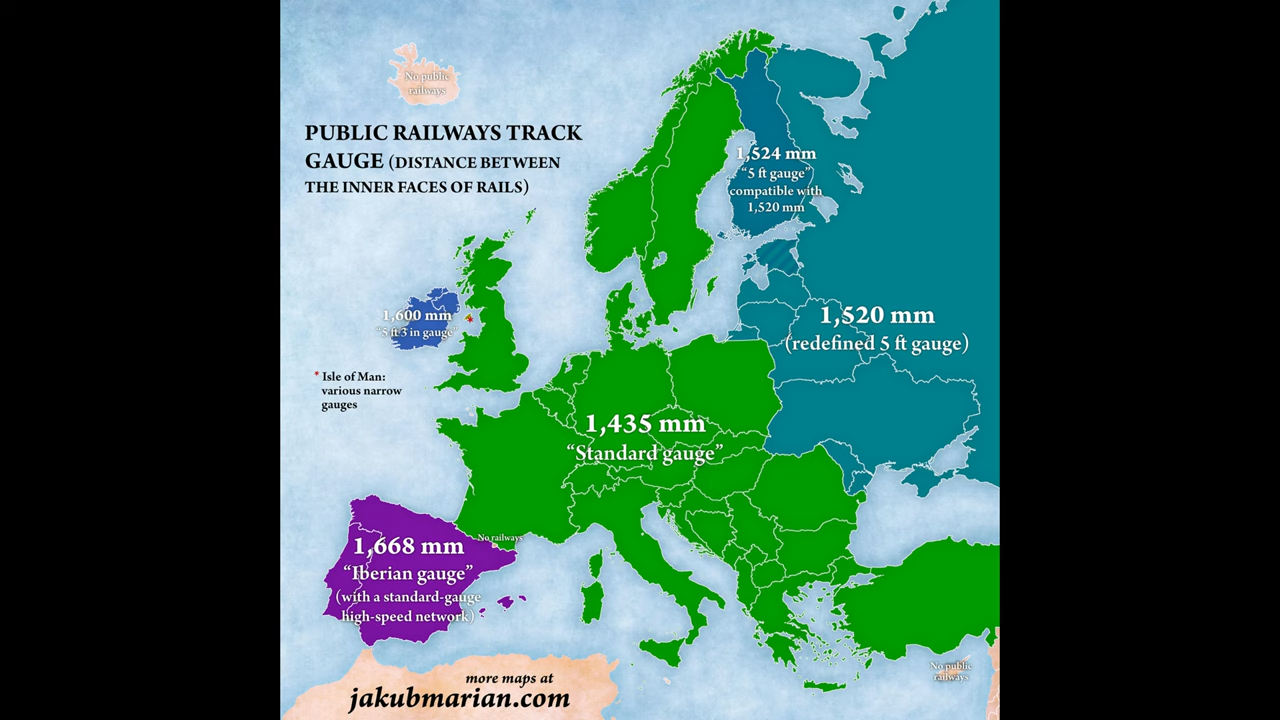 No public
railways
PUBLIC RAILWAYS TRACK
GAUGE (DISTANCE BETWEEN
THE INNER FACES OF RAILS)
1,524 mm
“5 ft gauge”
compatible with
1,520 mm
1,600 mm
“5 ft 3 in gauge”
1,520 mm
(redefined 5 ft gauge)
* Isle of Man:
various narrow
gauges
*
1,435 mm
“Standard gauge”
No railways
1,668 mm
“Iberian gauge”
(with a standard-gauge
high-speed network)
No public
railways
more maps at
jakubmarian.com